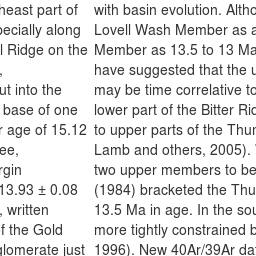 heast part of
pecially along
l Ridge on the
,
ut into the
base of one
r age of 15.12
ee,
rgin
13.93 ± 0.08
, written
f the Gold
glomerate just
with basin evolution. Altho
Lovell Wash Member as a
Member as 13.5 to 13 Ma
have suggested that the u
may be time correlative to
lower part of the Bitter Rid
to upper parts of the Thum
Lamb and others, 2005).
two upper members to be
(1984) bracketed the Thu
13.5 Ma in age. In the sou
more tightly constrained b
1996). New 40Ar/39Ar dat